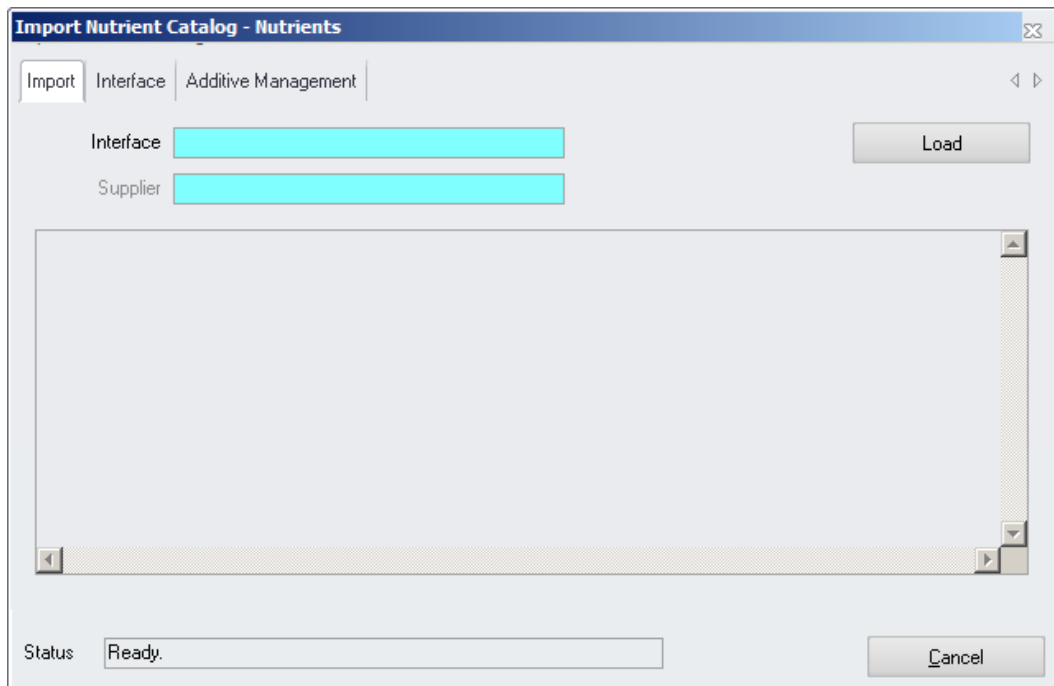 Import Nutrient Catalog - Nutrients
Import Interface Additive Management
Interface Load
Supplier
Status Ready. Cancel